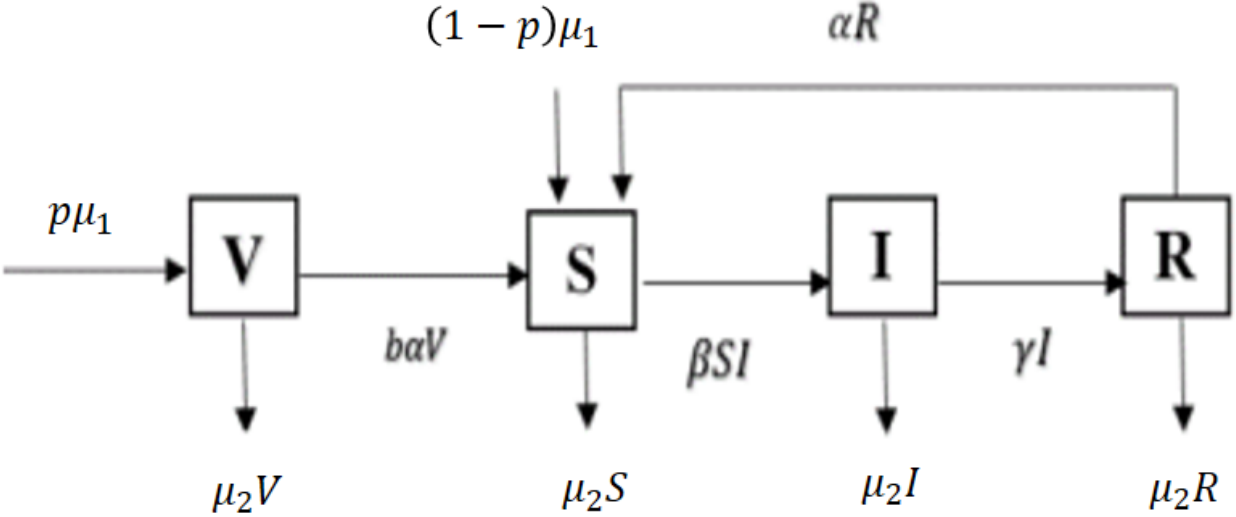 (1 − p)μ₁ αR
pμ₁ V S I R
bαV βSI γI
μ₂V μ₂S μ₂I μ₂R